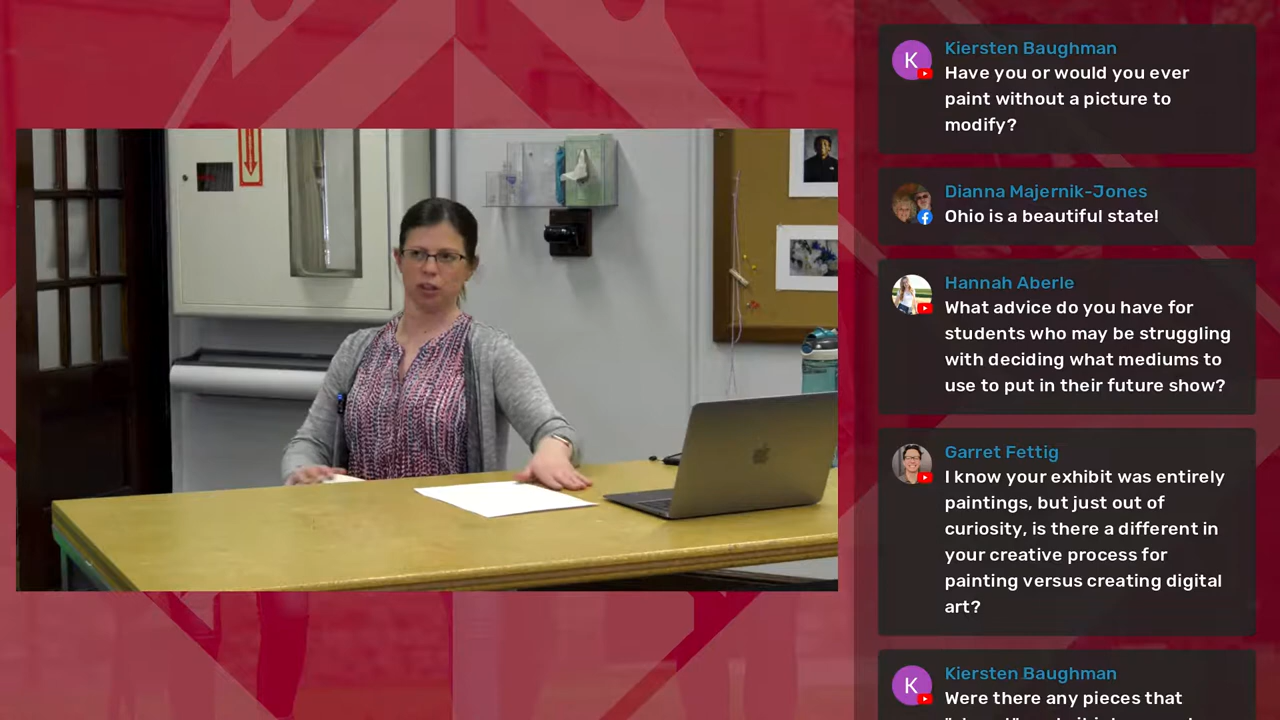 K
Kiersten Baughman
Have you or would you ever
paint without a picture to
modify?
Dianna Majernik-Jones
Ohio is a beautiful state!
Hannah Aberle
What advice do you have for
students who may be struggling
with deciding what mediums to
use to put in their future show?
Garret Fettig
I know your exhibit was entirely
paintings, but just out of
curiosity, is there a different in
your creative process for
painting versus creating digital
art?
K
Kiersten Baughman
Were there any pieces that